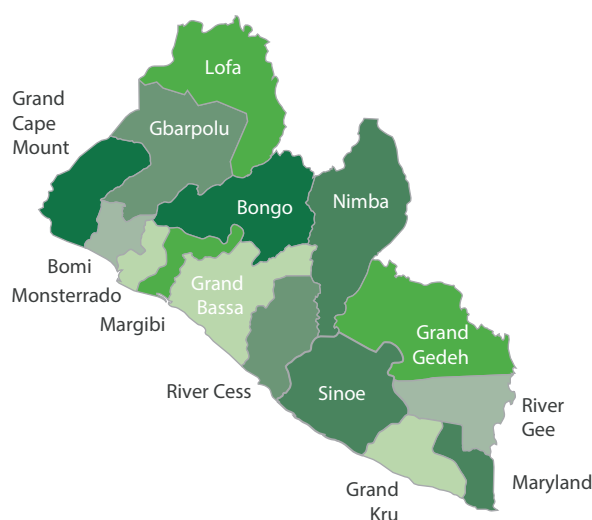 Lofa
Grand
Cape
Mount
Gbarpolu
Nimba
Bongo
Bomi
Monsterrado
Grand
Bassa
Margibi
Grand
Gedeh
River Cess
Sinoe
River
Gee
Maryland
Grand
Kru